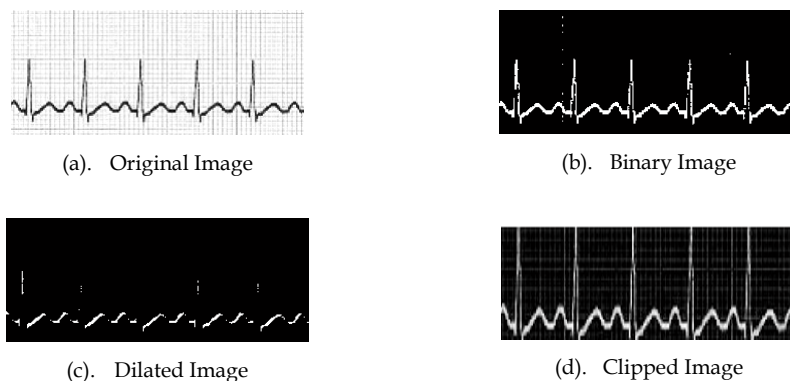 (a). Original Image
(b). Binary Image
(c). Dilated Image
(d). Clipped Image